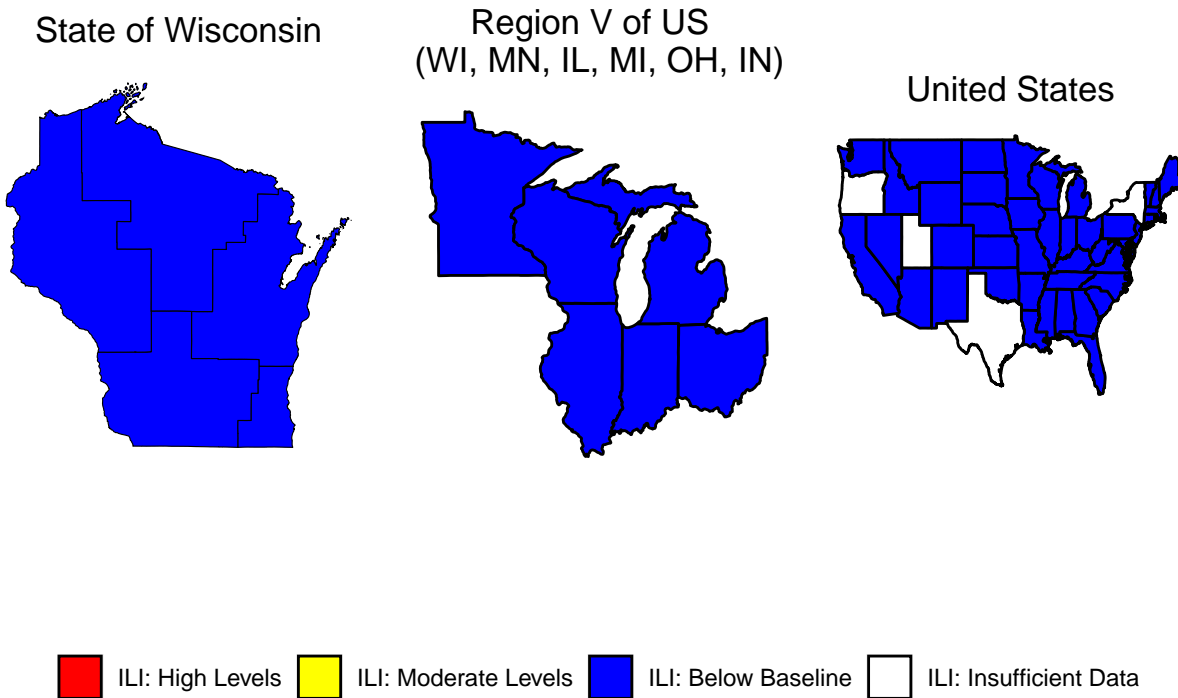 State of Wisconsin
Region V of US
(WI, MN, IL, MI, OH, IN)
United States
ILI: High Levels
ILI: Moderate Levels
ILI: Below Baseline
ILI: Insufficient Data